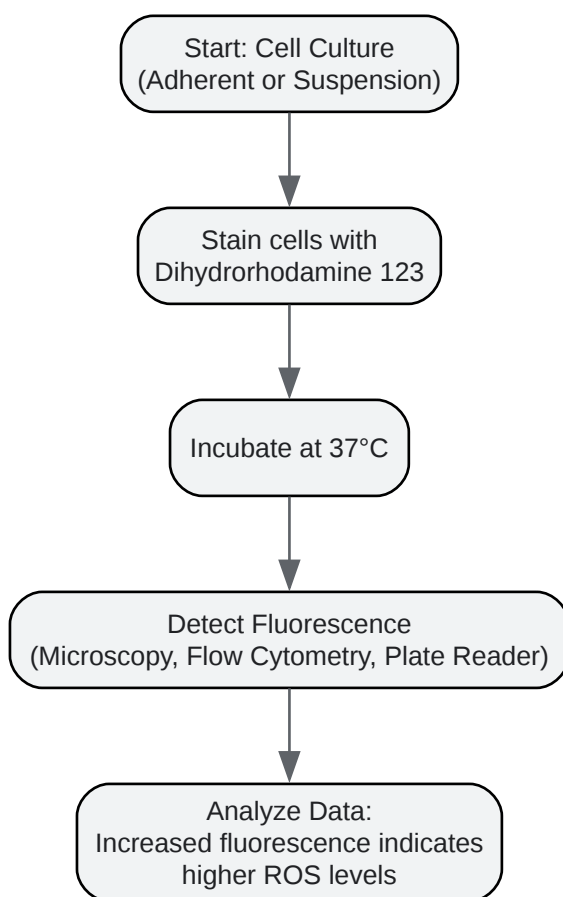 Start: Cell Culture
(Adherent or Suspension)
Stain cells with
Dihydrorhodamine 123
Incubate at 37°C
Detect Fluorescence
(Microscopy, Flow Cytometry, Plate Reader)
Analyze Data:
Increased fluorescence indicates
higher ROS levels